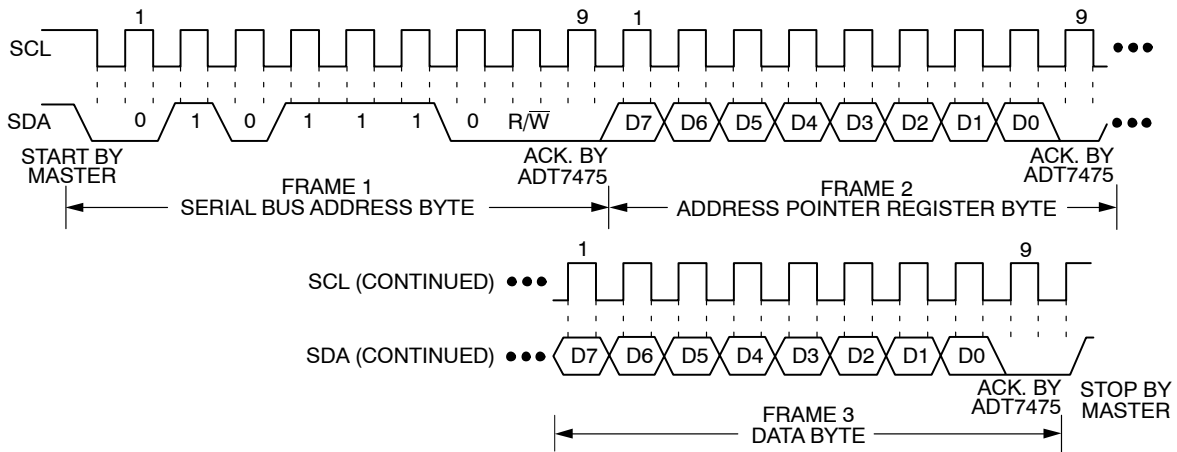 1 9 1 9
SCL
SDA 0 1 0 1 1 1 0 R/W̅ D7 D6 D5 D4 D3 D2 D1 D0
START BY
MASTER
ACK. BY
ADT7475
ACK. BY
ADT7475
FRAME 1
SERIAL BUS ADDRESS BYTE
FRAME 2
ADDRESS POINTER REGISTER BYTE
1 9
SCL (CONTINUED)
SDA (CONTINUED) D7 D6 D5 D4 D3 D2 D1 D0
ACK. BY
ADT7475
STOP BY
MASTER
FRAME 3
DATA BYTE